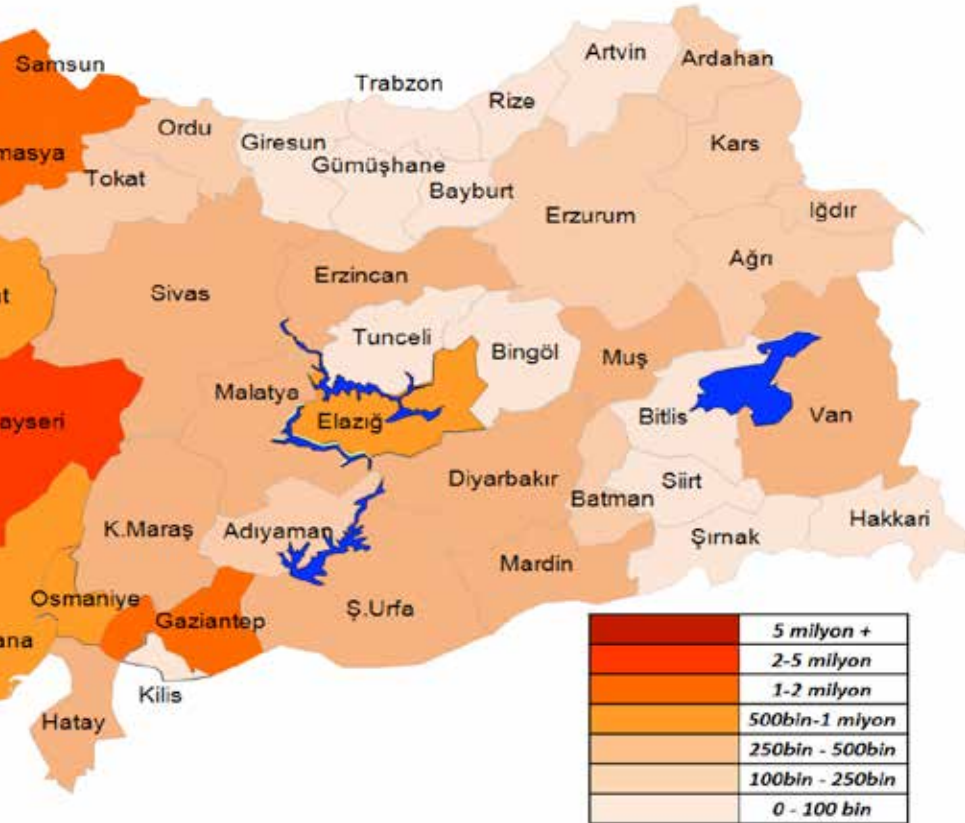 Samsun
Trabzon
Rize
Artvin
Ardahan
Ordu
Giresun
Gümüşhane
Bayburt
Kars
masya
Tokat
Erzurum
Iğdır
Ağrı
Sivas
Erzincan
Tunceli
Bingöl
Muş
Malatya
Elazığ
Bitlis
Van
ayseri
Diyarbakır
Batman
Siirt
Şırnak
Hakkari
K.Maraş
Adıyaman
Mardin
Osmaniye
Gaziantep
Ş.Urfa
ana
Kilis
Hatay
5 milyon +
2-5 milyon
1-2 milyon
500bin-1 miyon
250bin - 500bin
100bin - 250bin
0 - 100 bin